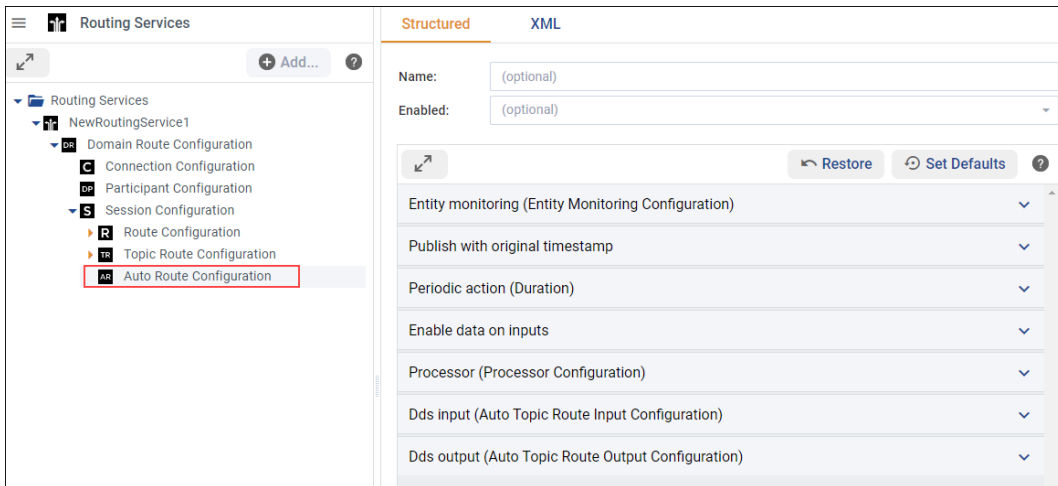 Routing Services
Structured
XML
Add...
?
Routing Services
NewRoutingService1
DR Domain Route Configuration
C Connection Configuration
DP Participant Configuration
S Session Configuration
R Route Configuration
TR Topic Route Configuration
AR Auto Route Configuration
Name: (optional)
Enabled: (optional)
Restore
Set Defaults
?
Entity monitoring (Entity Monitoring Configuration)
Publish with original timestamp
Periodic action (Duration)
Enable data on inputs
Processor (Processor Configuration)
Dds input (Auto Topic Route Input Configuration)
Dds output (Auto Topic Route Output Configuration)